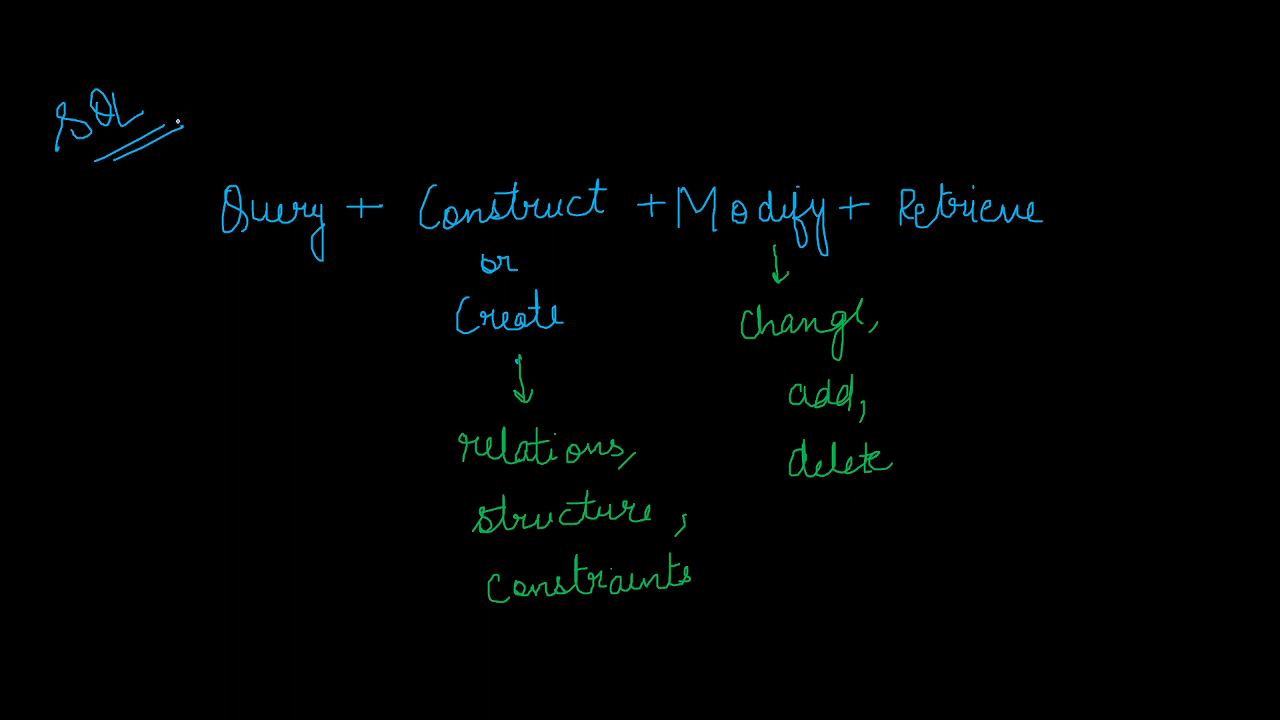 SQL
Query + Construct + Modify + Retrieve
or
Create
change,
add,
delete
relations,
structure,
constraints